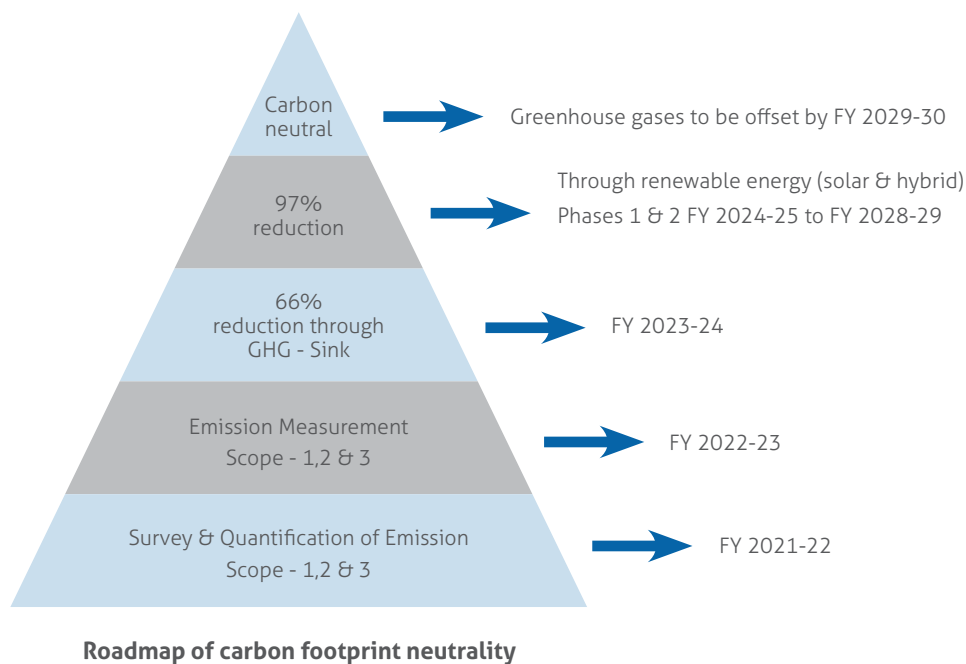 Carbon
neutral
Greenhouse gases to be offset by FY 2029-30
97%
reduction
Through renewable energy (solar & hybrid)
Phases 1 & 2 FY 2024-25 to FY 2028-29
66%
reduction through
GHG - Sink
FY 2023-24
Emission Measurement
Scope - 1,2 & 3
FY 2022-23
Survey & Quantification of Emission
Scope - 1,2 & 3
FY 2021-22
Roadmap of carbon footprint neutrality